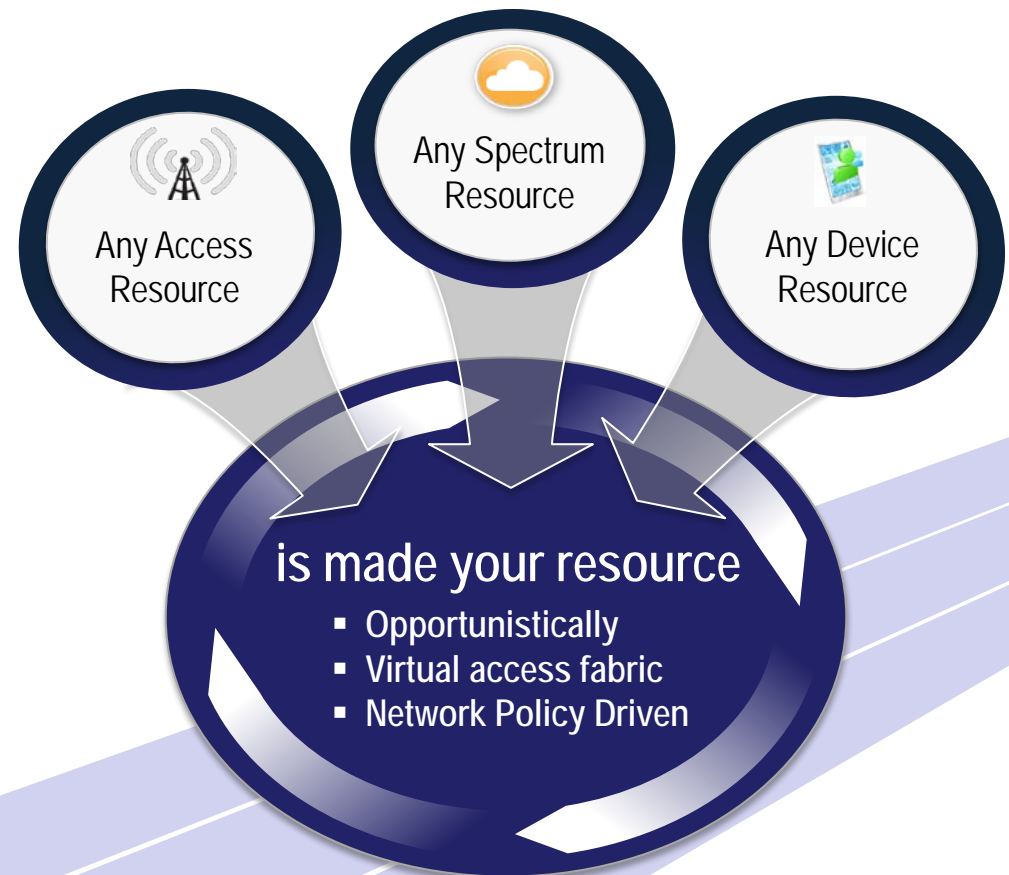 Any Access
Resource
Any Spectrum
Resource
Any Device
Resource
is made your resource
▪ Opportunistically
▪ Virtual access fabric
▪ Network Policy Driven